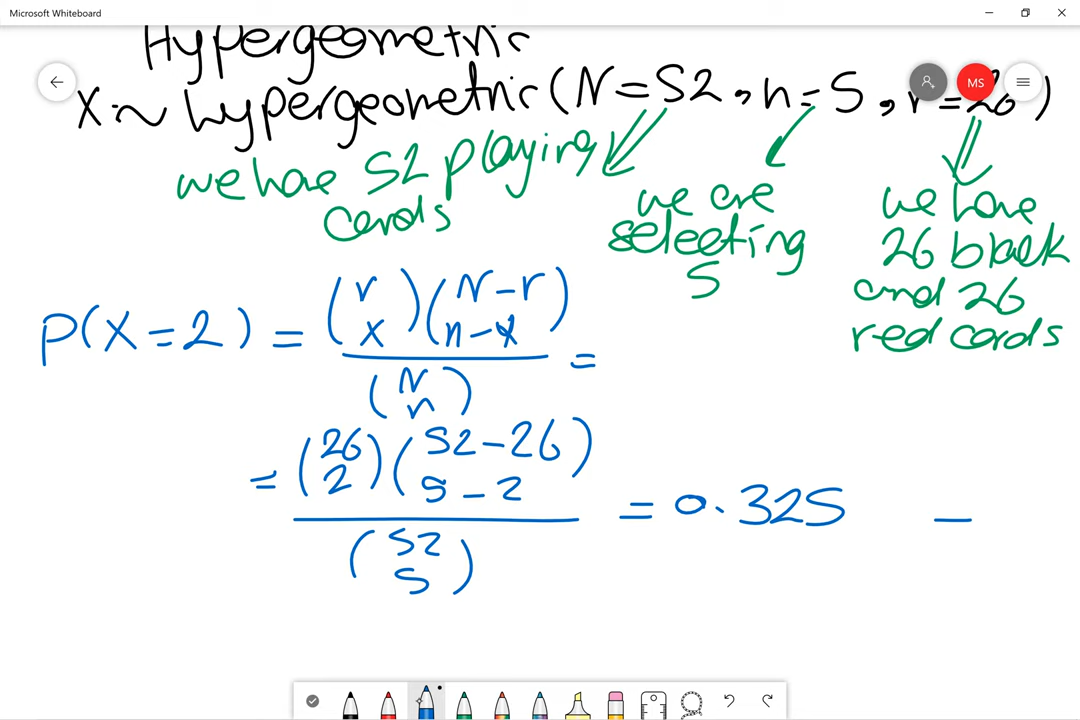 Microsoft Whiteboard
Hypergeometric
X ~ hypergeometric (N = 52, n = 5, r = 26)
MS
we have 52 playing cards
we are
selecting
5
we have
26 black
and 26
red cards
P(X = 2) = (r x)(N - r n - x) / (N n) =
= (26 2)(52 - 26 5 - 2) / (52 5) = 0.325 -